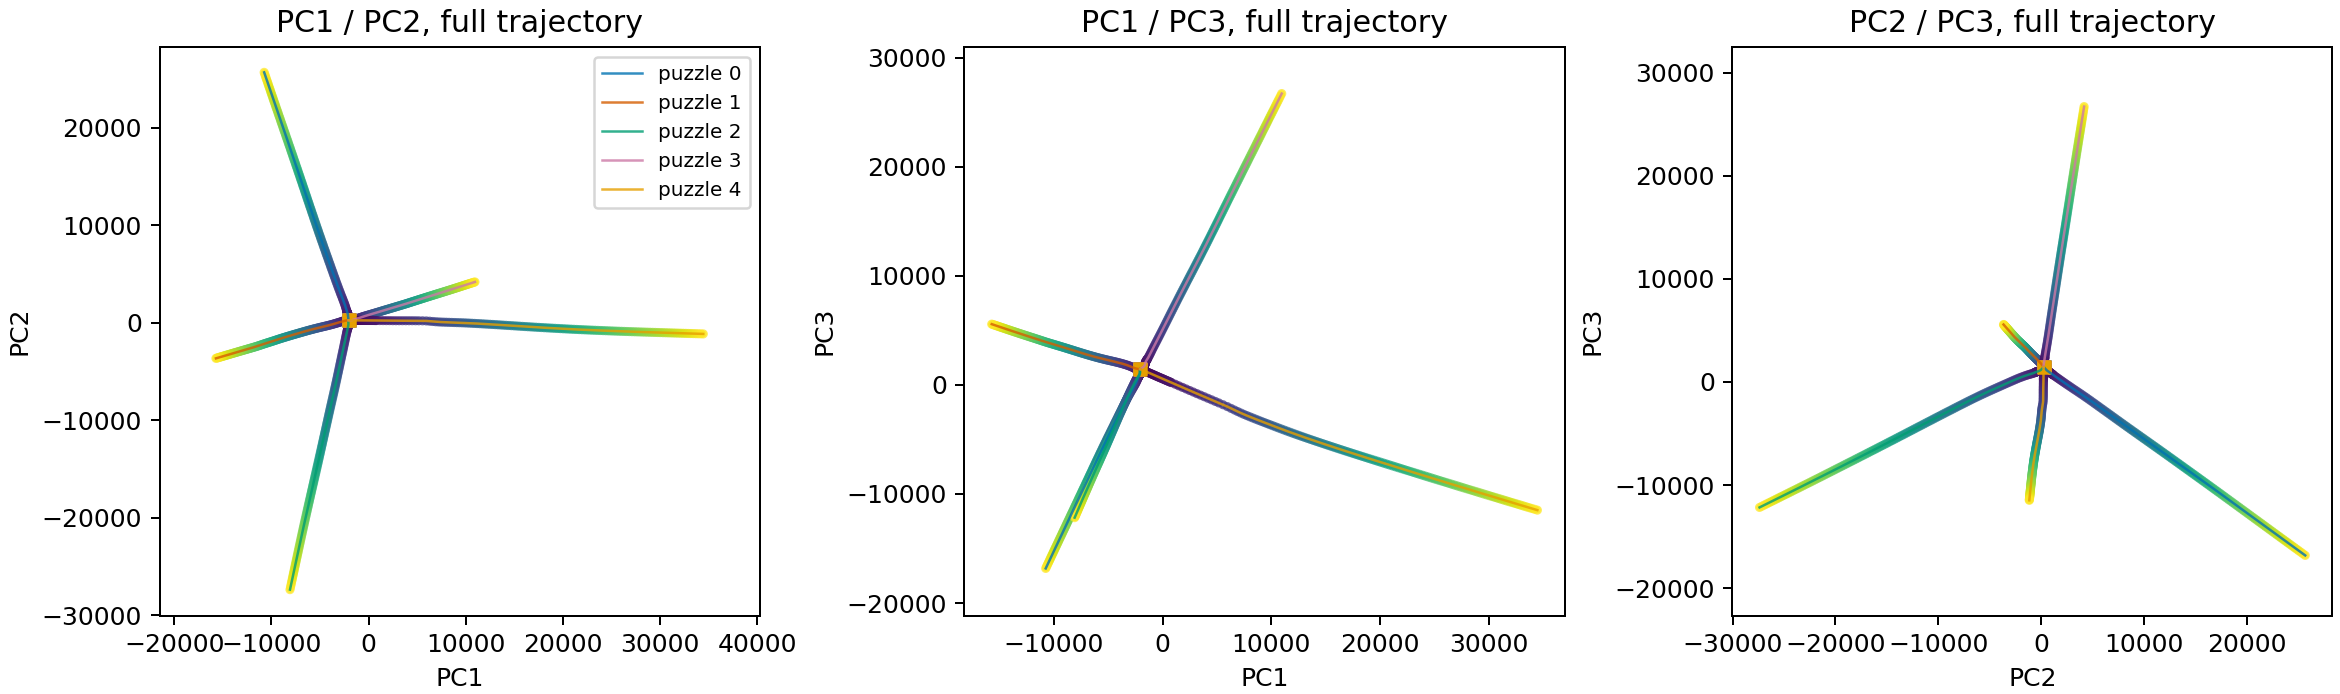 PC1 / PC2, full trajectory
20000
10000
0
−10000
−20000
−30000
PC2
−20000 −10000 0 10000 20000 30000 40000
PC1
puzzle 0
puzzle 1
puzzle 2
puzzle 3
puzzle 4
PC1 / PC3, full trajectory
30000
20000
10000
0
−10000
−20000
PC3
−10000 0 10000 20000 30000
PC1
PC2 / PC3, full trajectory
30000
20000
10000
0
−10000
−20000
PC3
−30000 −20000 −10000 0 10000 20000
PC2